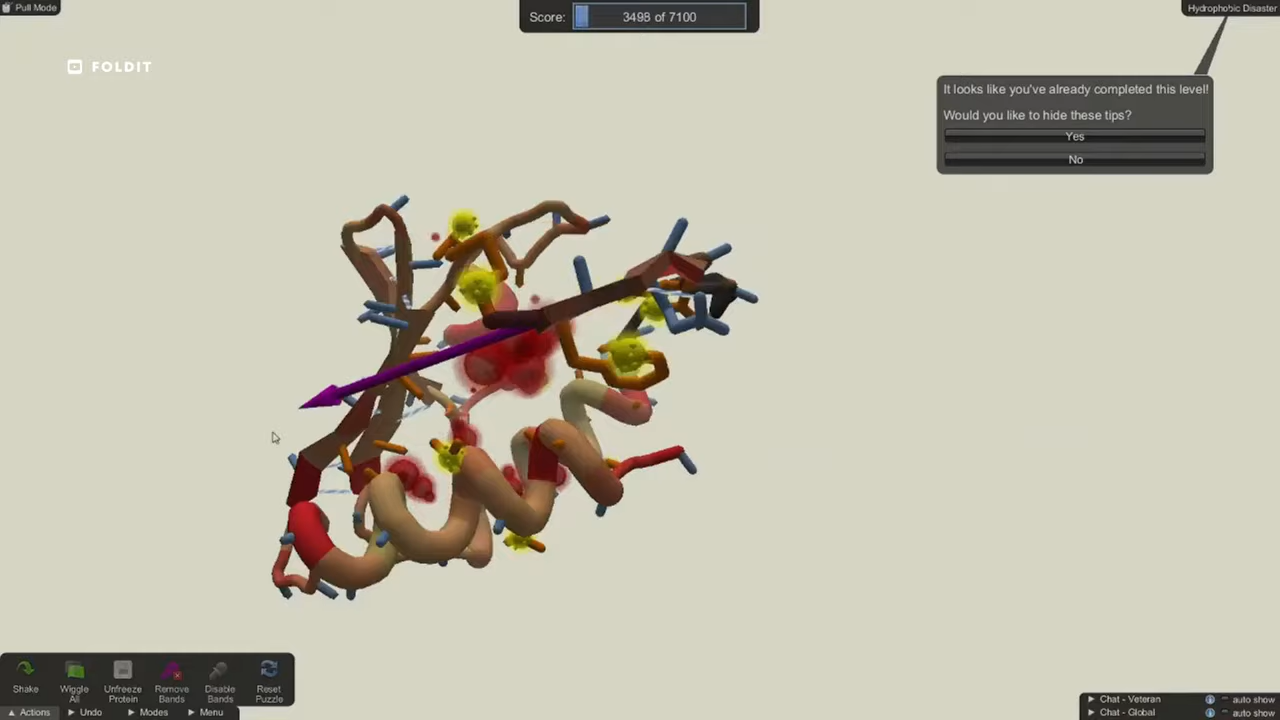 Pull Mode
Score: 3498 of 7100
Hydrophobic Disaster
FOLDIT
It looks like you've already completed this level!
Would you like to hide these tips?
Yes
No
Shake
Wiggle All
Unfreeze Protein
Remove Bands
Disable Bands
Reset Puzzle
Actions
Undo
Modes
Menu
Chat - Veteran
auto show
Chat - Global
auto show